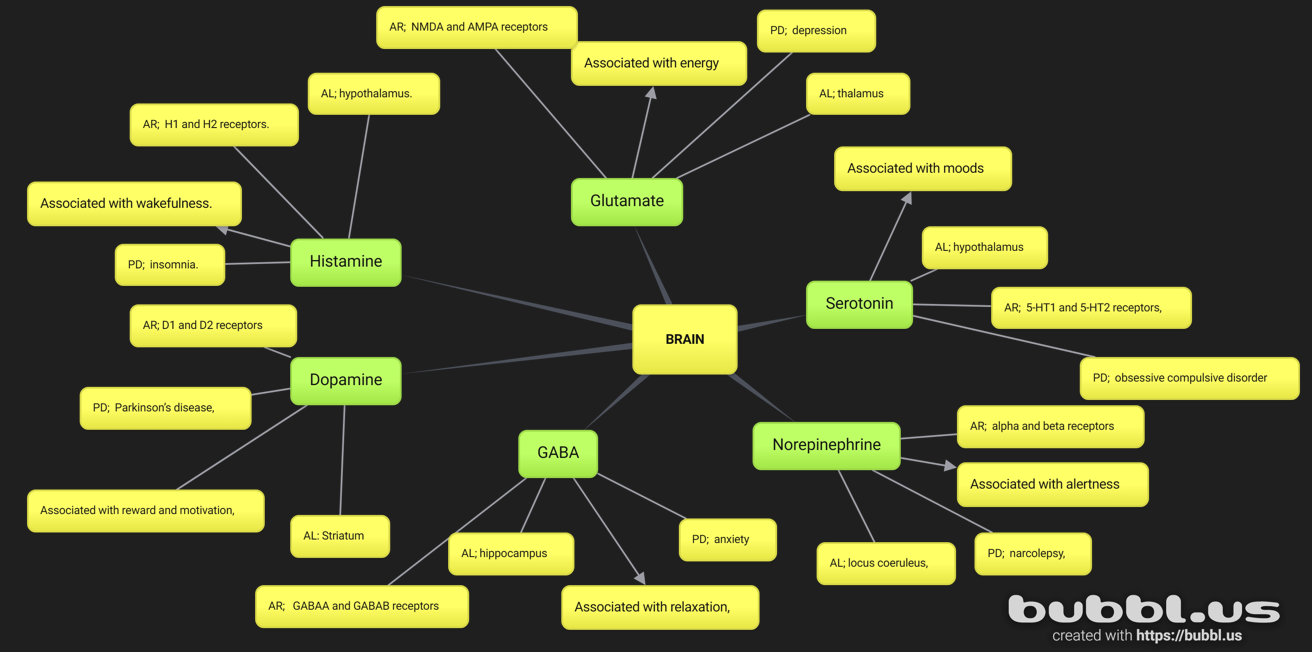 AR;  NMDA and AMPA receptors
PD;  depression
Associated with energy
AL; hypothalamus.
AL; thalamus
AR;  H1 and H2 receptors.
Associated with moods
Associated with wakefulness.
Glutamate
AL; hypothalamus
Histamine
PD;  insomnia.
Serotonin
AR;  5-HT1 and 5-HT2 receptors,
AR; D1 and D2 receptors
BRAIN
Dopamine
PD;  obsessive compulsive disorder
PD;  Parkinson’s disease,
AR;  alpha and beta receptors
Norepinephrine
GABA
Associated with alertness
Associated with reward and motivation,
AL: Striatum
PD;  anxiety
AL; hippocampus
PD;  narcolepsy,
AL; locus coeruleus,
AR;   GABAA and GABAB receptors
Associated with relaxation,
bubbl.us
created with https://bubbl.us